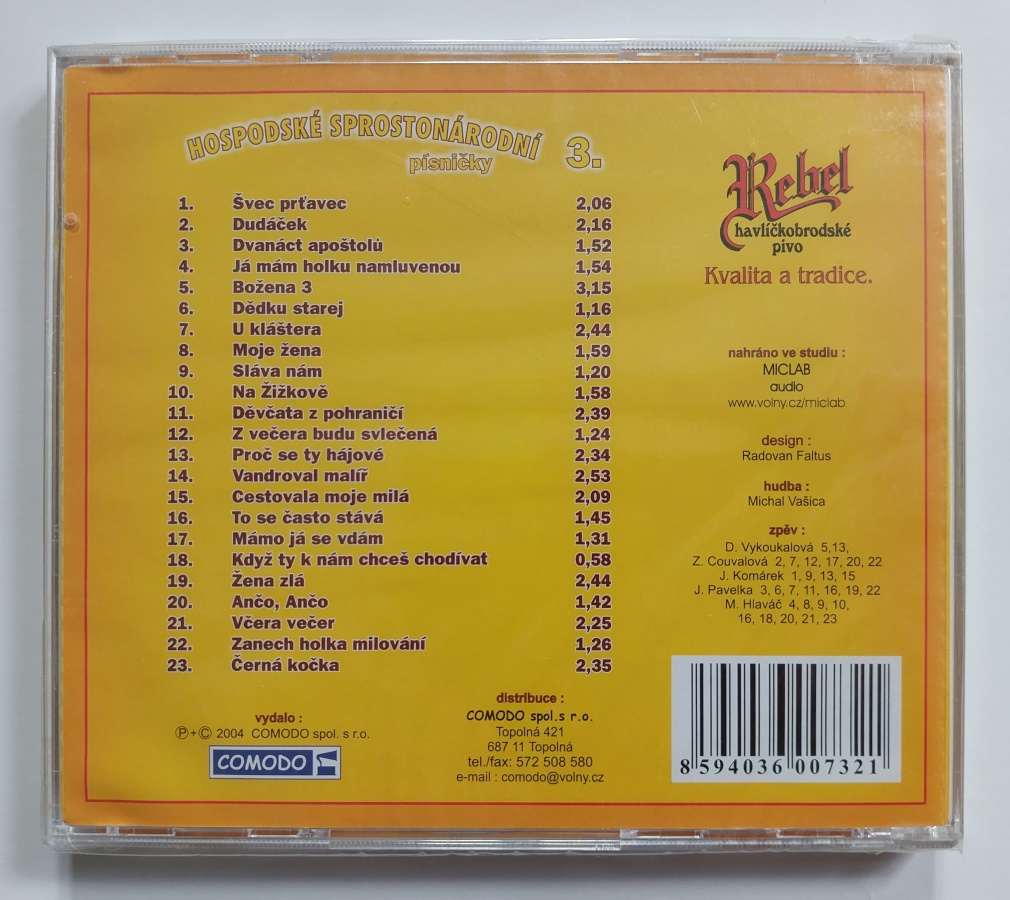 HOSPODSKÉ SPROSTONÁRODNÍ
písničky 3.
1. Švec prťavec 2,06
2. Dudáček 2,16
3. Dvanáct apoštolů 1,52
4. Já mám holku namluvenou 1,54
5. Božena 3 3,15
6. Dědku starej 1,16
7. U kláštera 2,44
8. Moje žena 1,59
9. Sláva nám 1,20
10. Na Žižkově 1,58
11. Děvčata z pohraničí 2,39
12. Z večera budu svlečená 1,24
13. Proč se ty hájové 2,34
14. Vandroval malíř 2,53
15. Cestovala moje milá 2,09
16. To se často stává 1,45
17. Mámo já se vdám 1,31
18. Když ty k nám chceš chodívat 0,58
19. Žena zlá 2,44
20. Ančo, Ančo 1,42
21. Včera večer 2,25
22. Zanech holka milování 1,26
23. Černá kočka 2,35
vydalo :
Ⓟ+© 2004 COMODO spol. s r.o.
COMODO
distribuce :
COMODO spol.s r.o.
Topolná 421
687 11 Topolná
tel./fax: 572 508 580
e-mail : comodo@volny.cz
Rebel
havlíčkobrodské
pivo
Kvalita a tradice.
nahráno ve studiu :
MICLAB
audio
www.volny.cz/miclab
design :
Radovan Faltus
hudba :
Michal Vašica
zpěv :
D. Vykoukalová 5,13,
Z. Couvalová 2, 7, 12, 17, 20, 22
J. Komárek 1, 9, 13, 15
J. Pavelka 3, 6, 7, 11, 16, 19, 22
M. Hlaváč 4, 8, 9, 10,
16, 18, 20, 21, 23
8 594036 007321